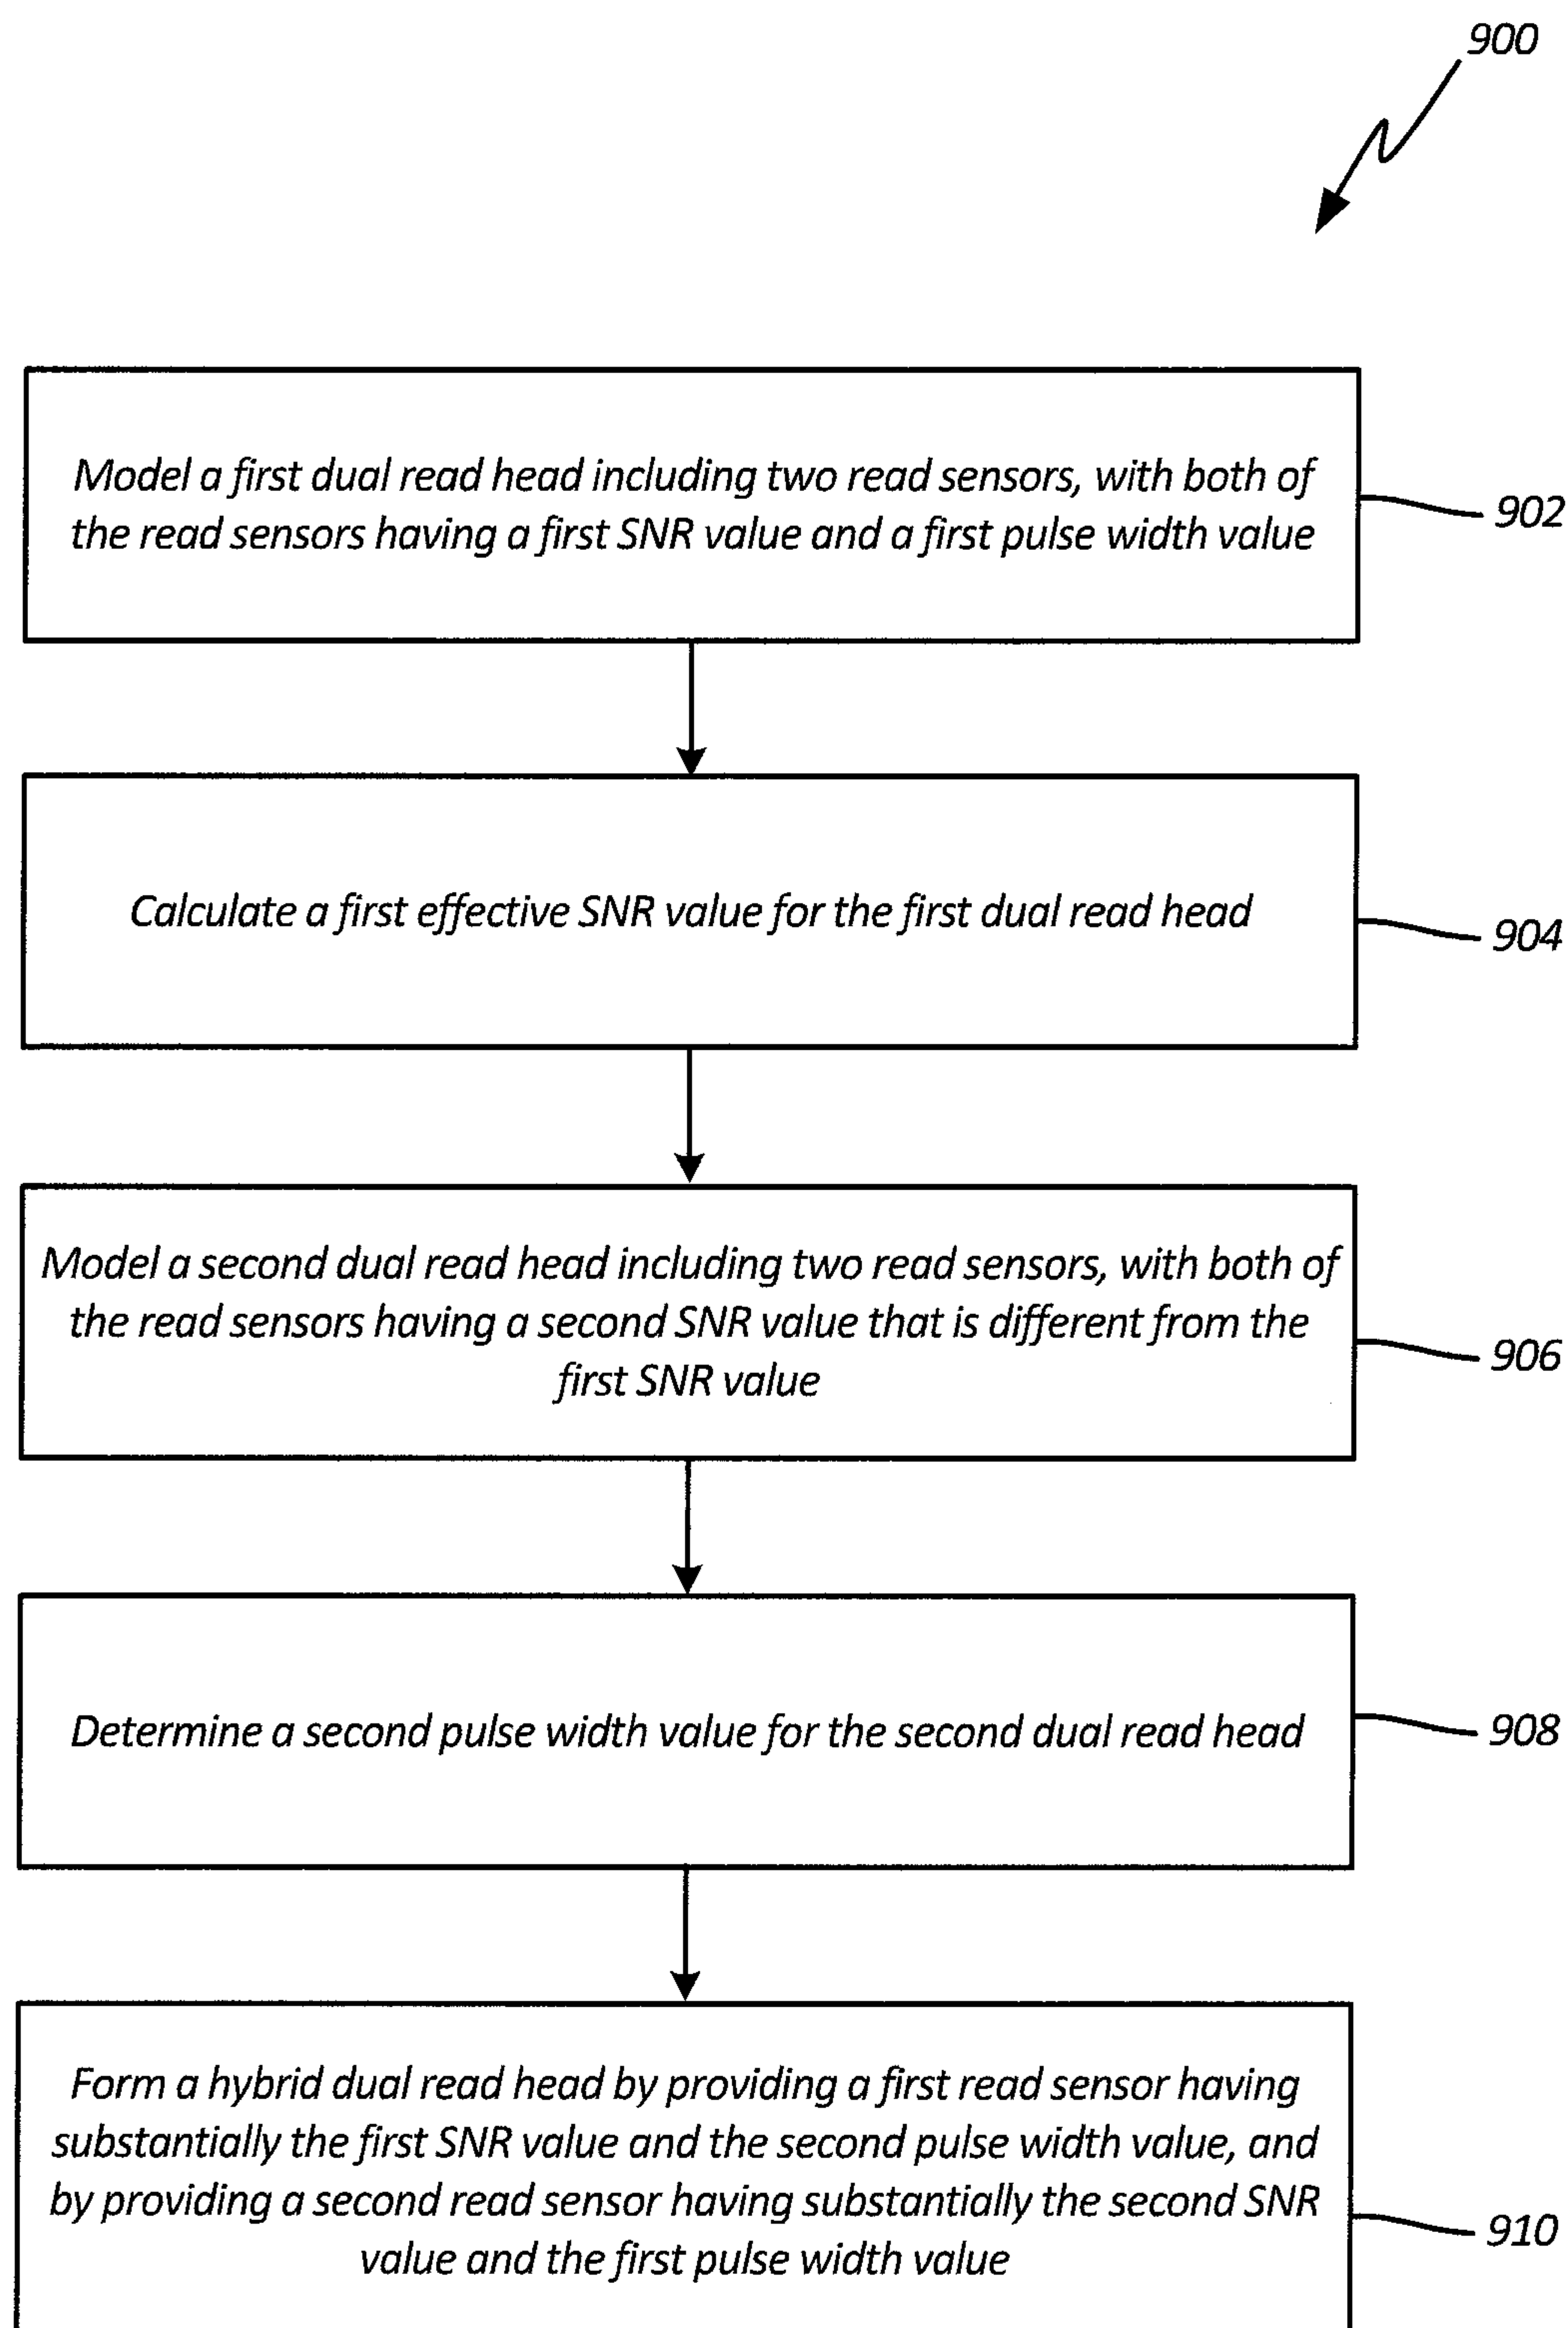 900
Model a first dual read head including two read sensors, with both of
the read sensors having a first SNR value and a first pulse width value
902
Calculate a first effective SNR value for the first dual read head
904
Model a second dual read head including two read sensors, with both of
the read sensors having a second SNR value that is different from the
first SNR value
906
Determine a second pulse width value for the second dual read head
908
Form a hybrid dual read head by providing a first read sensor having
substantially the first SNR value and the second pulse width value, and
by providing a second read sensor having substantially the second SNR
value and the first pulse width value
910